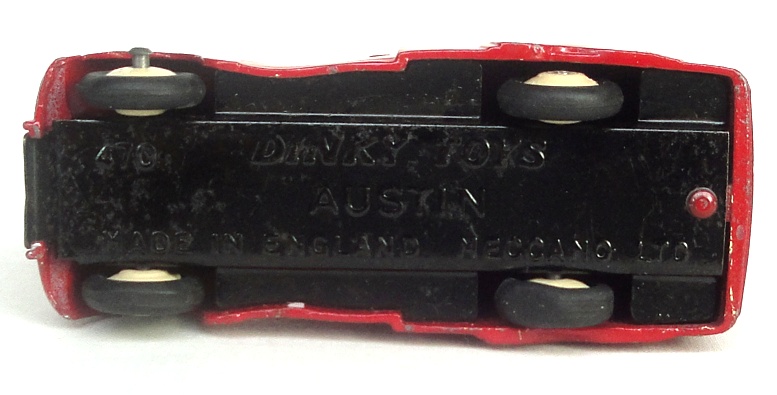 470 DINKY TOYS
AUSTIN
MADE IN ENGLAND MECCANO LTD